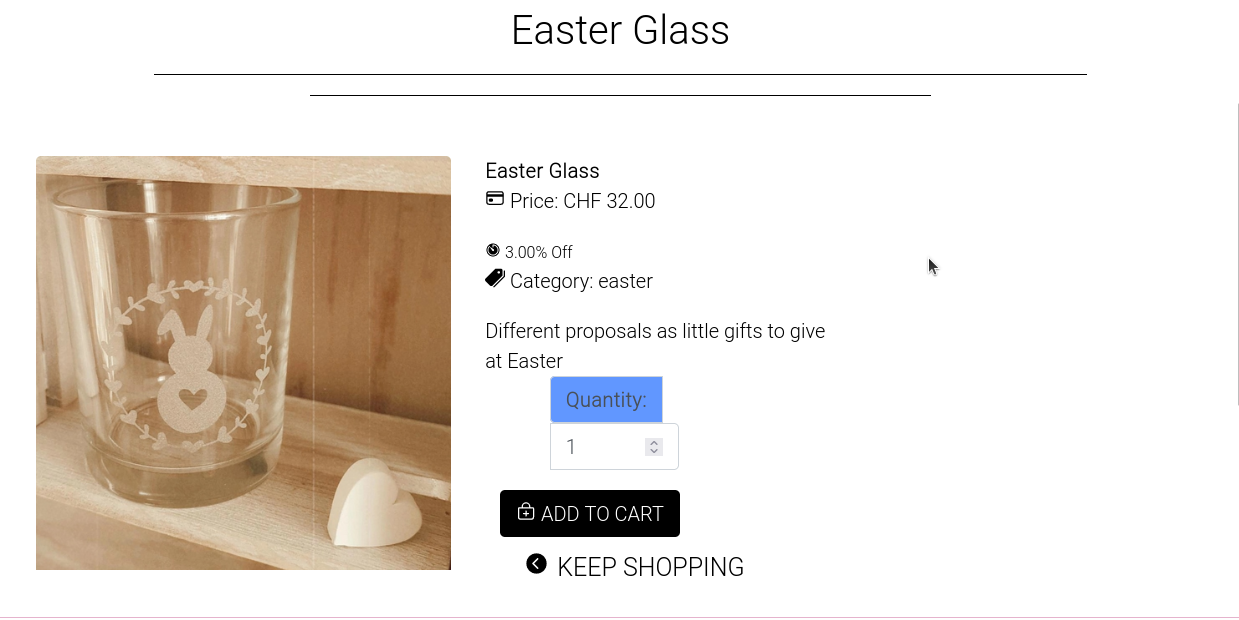 Easter Glass
Easter Glass
Price: CHF 32.00
3.00% Off
Category: easter
Different proposals as little gifts to give
at Easter
Quantity:
1
ADD TO CART
KEEP SHOPPING